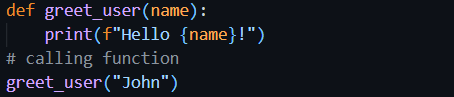 def greet_user(name):
    print(f"Hello {name}!")
# calling function
greet_user("John")